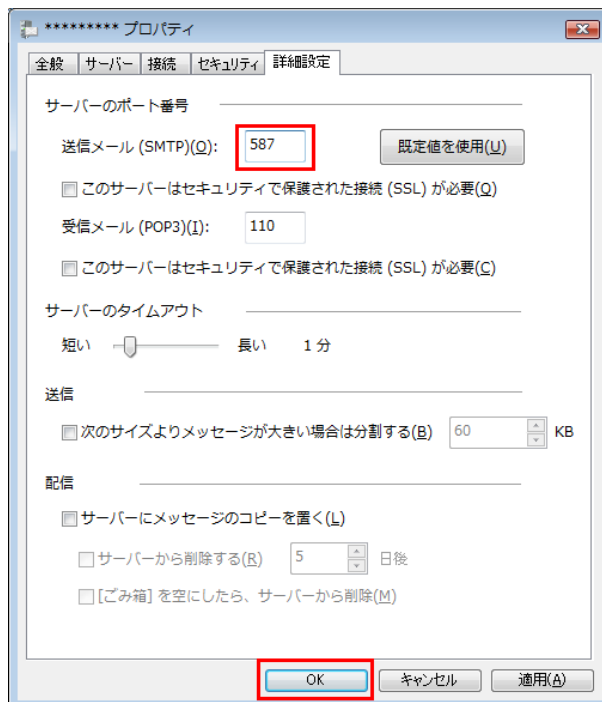 ********* プロパティ
全般 サーバー 接続 セキュリティ 詳細設定
サーバーのポート番号
送信メール (SMTP)(O): 587 既定値を使用(U)
このサーバーはセキュリティで保護された接続 (SSL) が必要(Q)
受信メール (POP3)(I): 110
このサーバーはセキュリティで保護された接続 (SSL) が必要(C)
サーバーのタイムアウト
短い 長い 1 分
送信
次のサイズよりメッセージが大きい場合は分割する(B) 60 KB
配信
サーバーにメッセージのコピーを置く(L)
サーバーから削除する(R) 5 日後
[ごみ箱] を空にしたら、サーバーから削除(M)
OK キャンセル 適用(A)